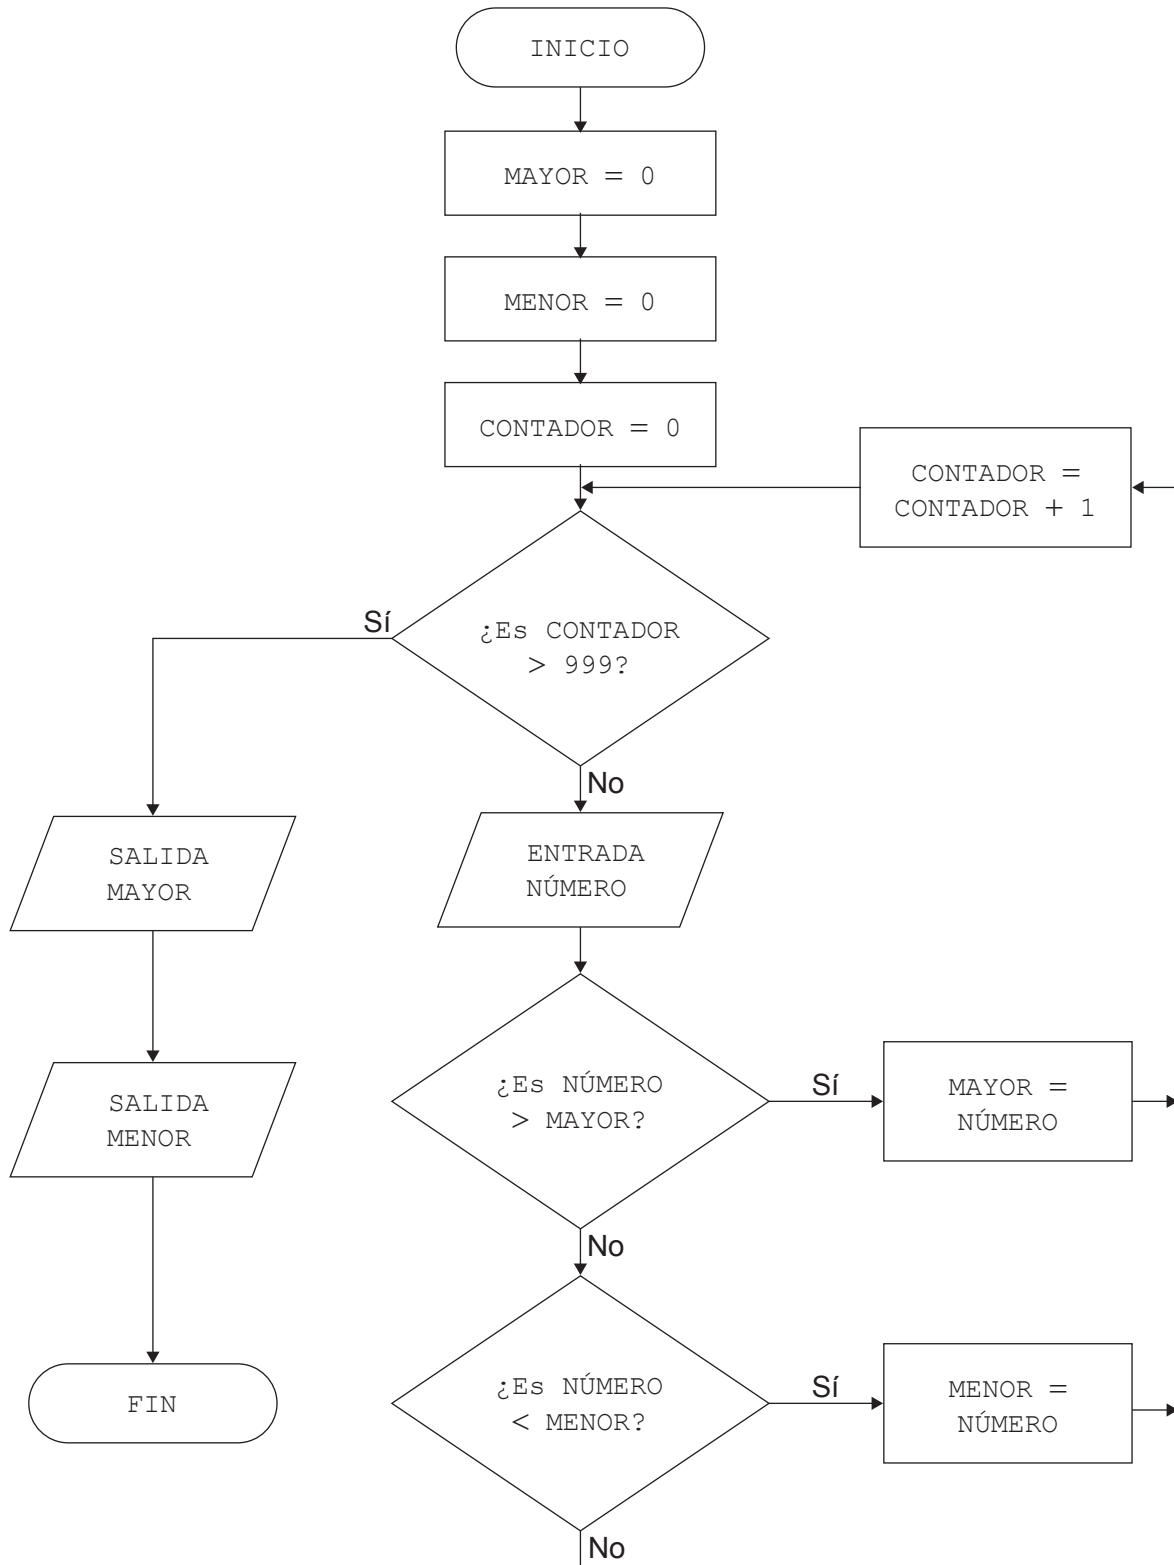 INICIO
MAYOR = 0
MENOR = 0
CONTADOR = 0
CONTADOR =
CONTADOR + 1
¿Es CONTADOR
> 999?
Sí
No
SALIDA
MAYOR
ENTRADA
NÚMERO
SALIDA
MENOR
¿Es NÚMERO
> MAYOR?
Sí
MAYOR =
NÚMERO
No
FIN
¿Es NÚMERO
< MENOR?
Sí
MENOR =
NÚMERO
No